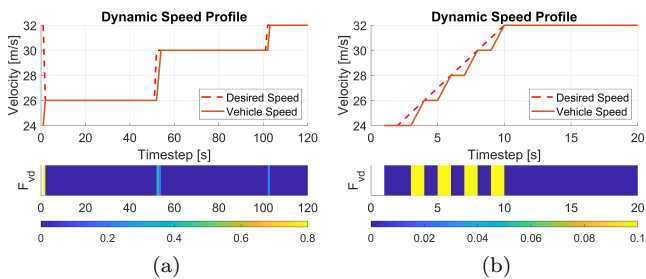 Dynamic Speed Profile
Velocity [m/s]
32
30
28
26
24
Desired Speed
Vehicle Speed
0 20 40 60 80 100 120
Timestep [s]
F_vd
0 20 40 60 80 100 120
0 0.2 0.4 0.6 0.8
(a)
Dynamic Speed Profile
Velocity [m/s]
32
30
28
26
24
Desired Speed
Vehicle Speed
0 5 10 15 20
Timestep [s]
F_vd
0 5 10 15 20
0 0.02 0.04 0.06 0.08 0.1
(b)